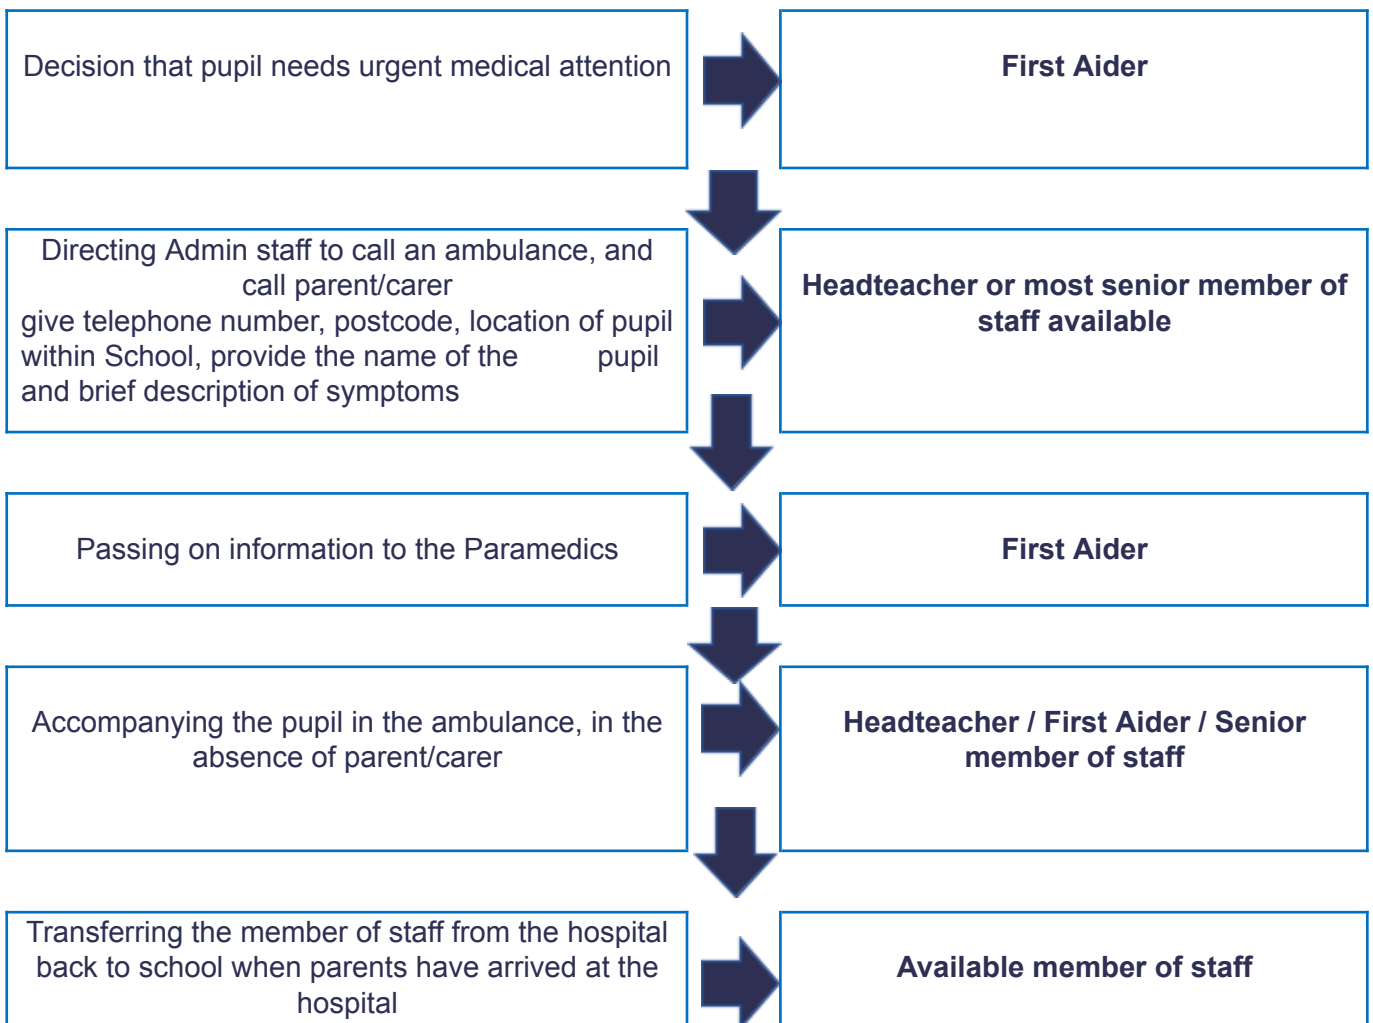 Decision that pupil needs urgent medical attention
First Aider
Directing Admin staff to call an ambulance, and
call parent/carer
give telephone number, postcode, location of pupil
within School, provide the name of the pupil
and brief description of symptoms
Headteacher or most senior member of
staff available
Passing on information to the Paramedics
First Aider
Accompanying the pupil in the ambulance, in the
absence of parent/carer
Headteacher / First Aider / Senior
member of staff
Transferring the member of staff from the hospital
back to school when parents have arrived at the
hospital
Available member of staff